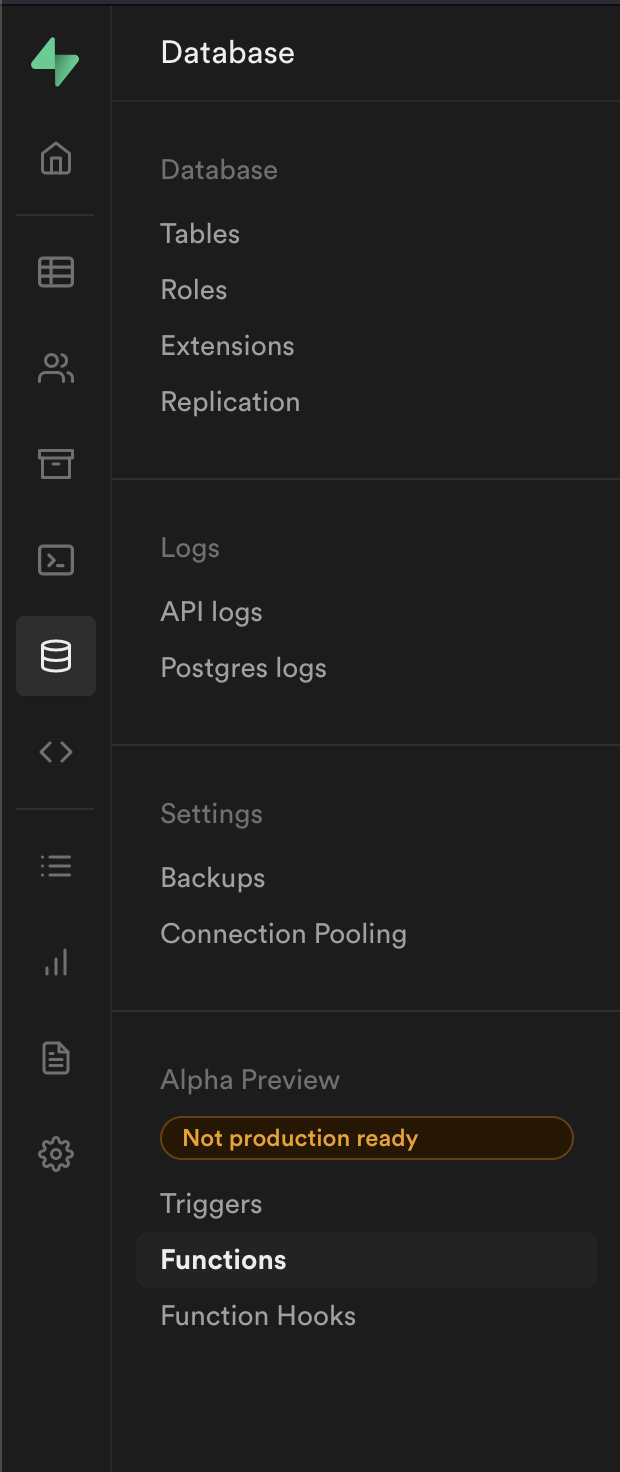 Database
Database
Tables
Roles
Extensions
Replication
Logs
API logs
Postgres logs
Settings
Backups
Connection Pooling
Alpha Preview
Not production ready
Triggers
Functions
Function Hooks